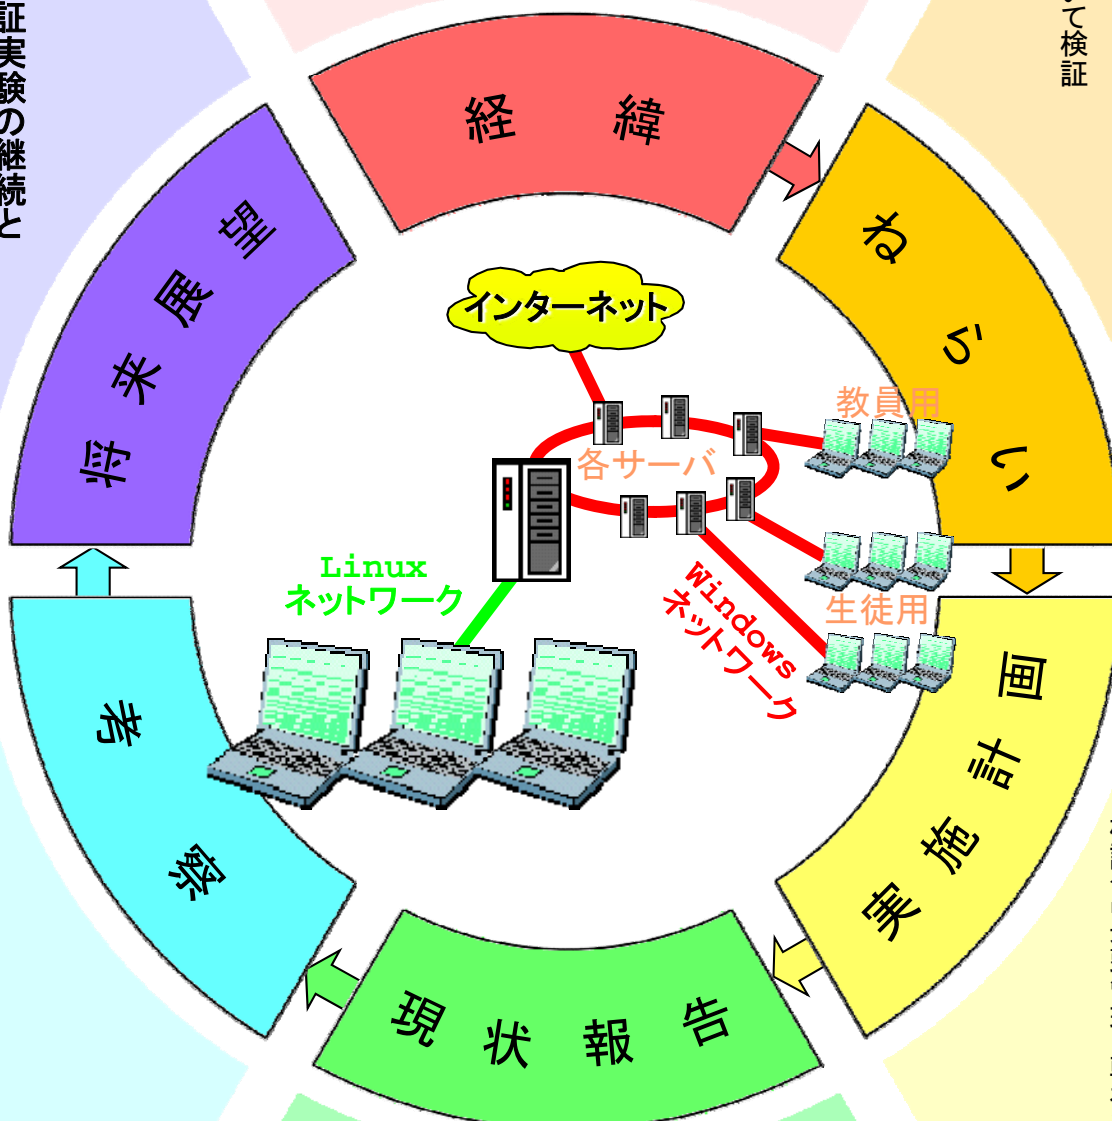 証実験の継続と
て検証
経緯
ねらい
実施計画
現状報告
考察
将来展望
インターネット
教員用
各サーバ
Linux
ネットワーク
Windows
ネットワーク
生徒用